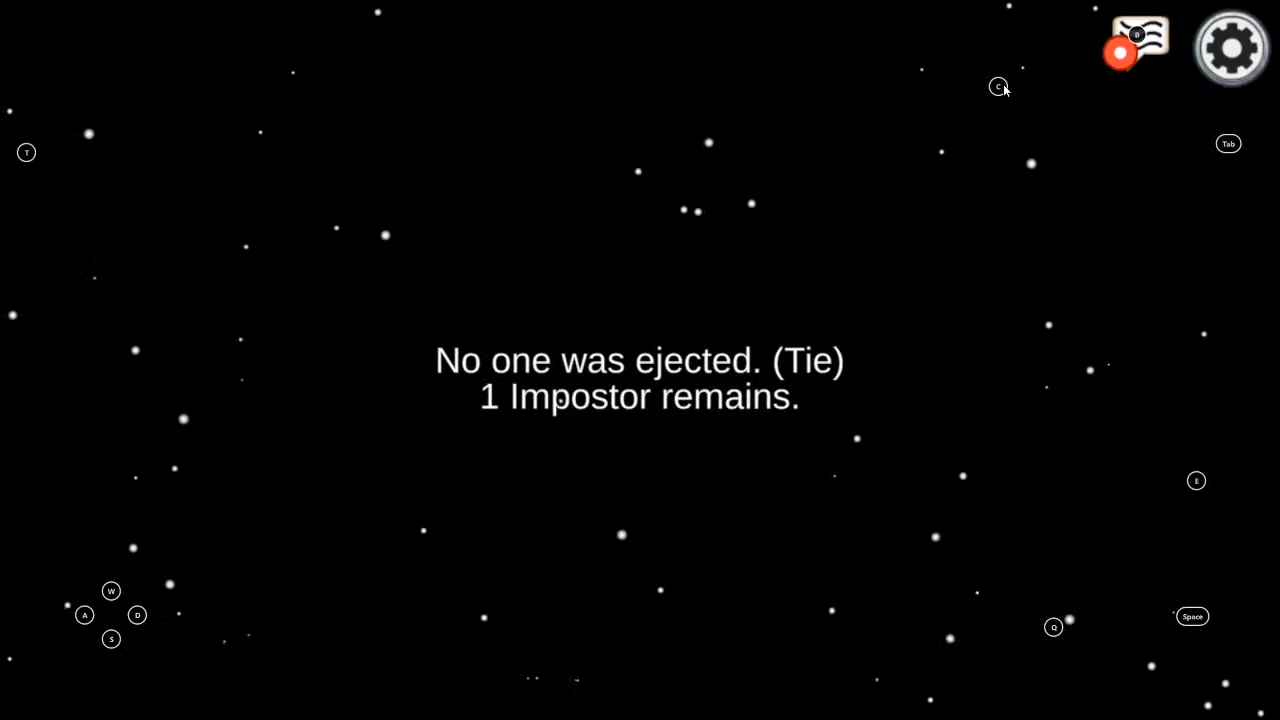 B
C
T
Tab
No one was ejected. (Tie)
1 Impostor remains.
E
W
A D
S
Q
Space